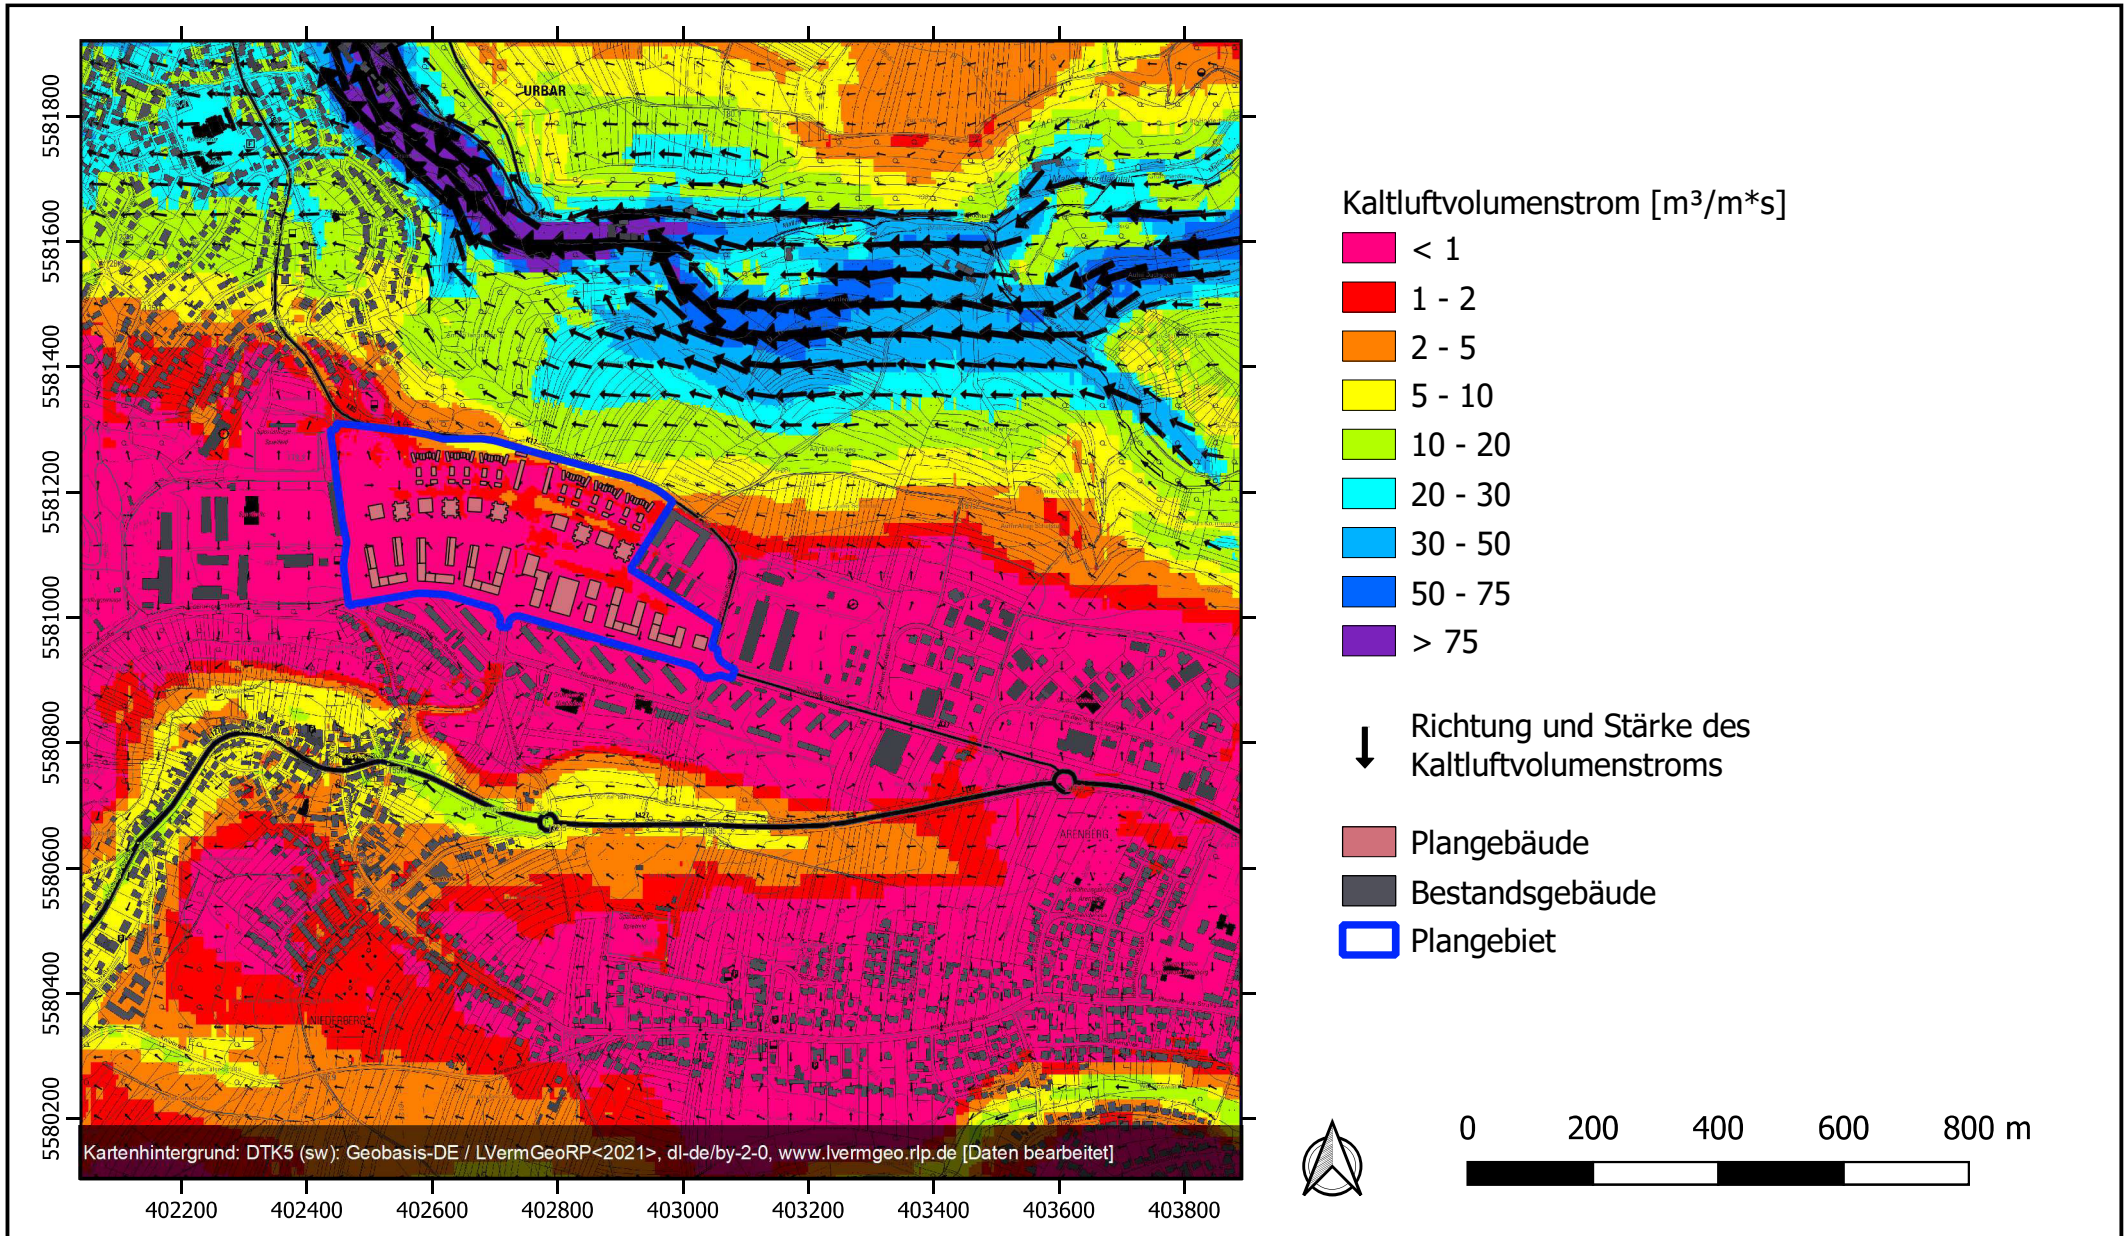 Kaltluftvolumenstrom [m³/m*s]
< 1
1 - 2
2 - 5
5 - 10
10 - 20
20 - 30
30 - 50
50 - 75
> 75
Richtung und Stärke des
Kaltluftvolumenstroms
Plangebäude
Bestandsgebäude
Plangebiet
0 200 400 600 800 m
5581800
5581600
5581400
5581200
5581000
5580800
5580600
5580400
5580200
402200 402400 402600 402800 403000 403200 403400 403600 403800
URBAR
ARENBERG
NIEDERBERG
Kartenhintergrund: DTK5 (sw): Geobasis-DE / LVermGeoRP<2021>, dl-de/by-2-0, www.lvermgeo.rlp.de [Daten bearbeitet]